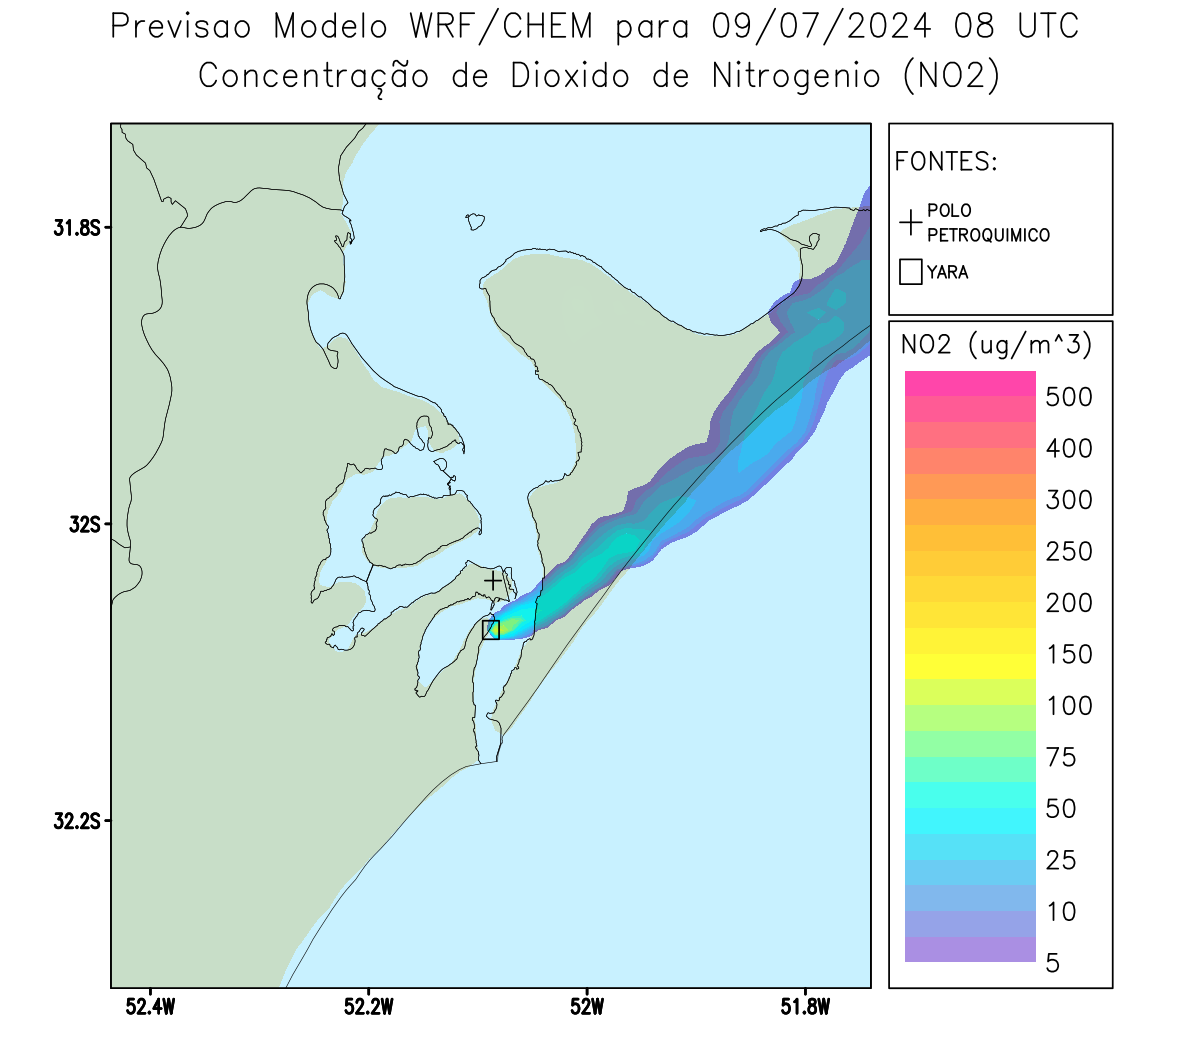 Previsao Modelo WRF/CHEM para 09/07/2024 08 UTC
Concentração de Dioxido de Nitrogenio (NO2)
FONTES:
POLO
PETROQUIMICO
YARA
31.8S
32S
32.2S
52.4W
52.2W
52W
51.8W
NO2 (ug/m^3)
500
400
300
250
200
150
100
75
50
25
10
5